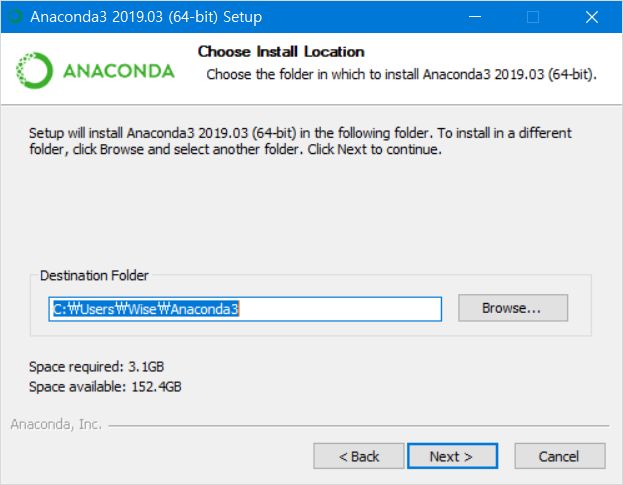 Anaconda3 2019.03 (64-bit) Setup
Choose Install Location
ANACONDA
Choose the folder in which to install Anaconda3 2019.03 (64-bit).
Setup will install Anaconda3 2019.03 (64-bit) in the following folder. To install in a different
folder, click Browse and select another folder. Click Next to continue.
Destination Folder
C:₩Users₩Wise₩Anaconda3
Browse...
Space required: 3.1GB
Space available: 152.4GB
Anaconda, Inc.
< Back
Next >
Cancel